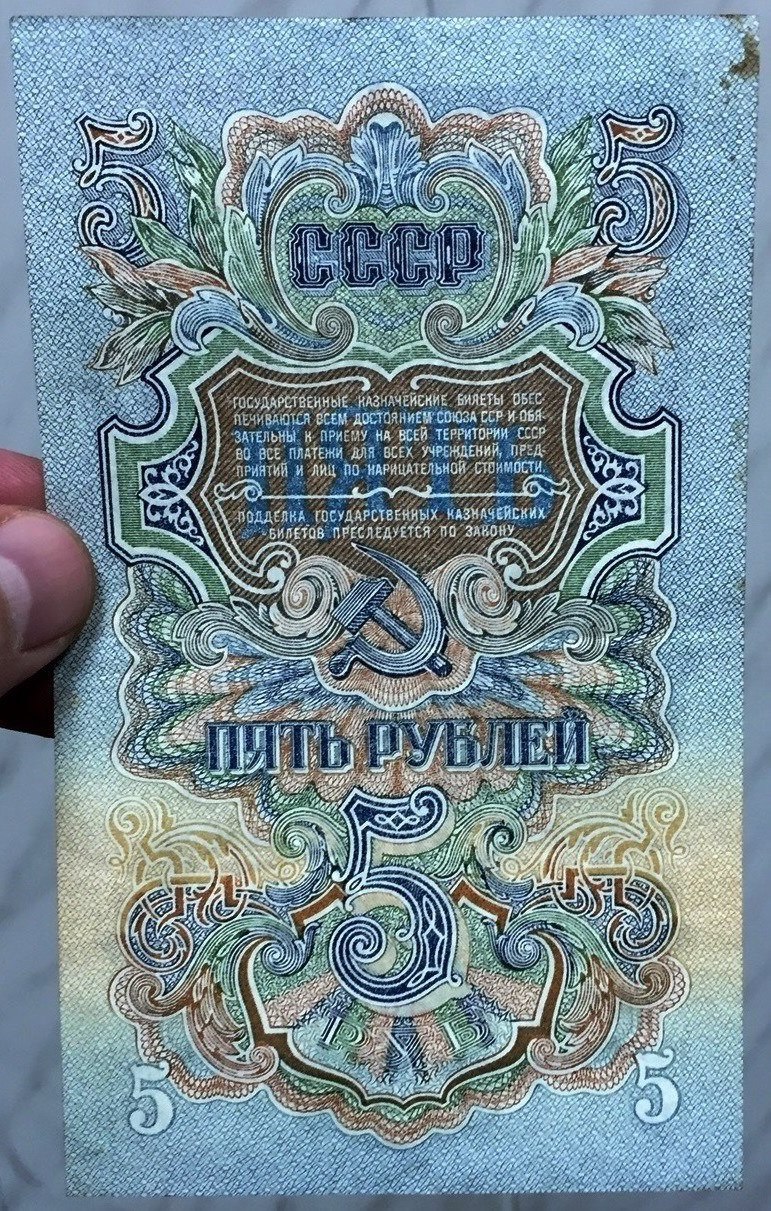 5 5
СССР
ГОСУДАРСТВЕННЫЕ КАЗНАЧЕЙСКИЕ БИЛЕТЫ ОБЕС-
ПЕЧИВАЮТСЯ ВСЕМ ДОСТОЯНИЕМ СОЮЗА ССР И ОБЯ-
ЗАТЕЛЬНЫ К ПРИЕМУ НА ВСЕЙ ТЕРРИТОРИИ СССР
ВО ВСЕ ПЛАТЕЖИ ДЛЯ ВСЕХ УЧРЕЖДЕНИЙ, ПРЕД-
ПРИЯТИЙ И ЛИЦ ПО НАРИЦАТЕЛЬНОЙ СТОИМОСТИ.
ПЯТЬ
ПОДДЕЛКА ГОСУДАРСТВЕННЫХ КАЗНАЧЕЙСКИХ
БИЛЕТОВ ПРЕСЛЕДУЕТСЯ ПО ЗАКОНУ
ПЯТЬ РУБЛЕЙ
5
РУБ
5 5